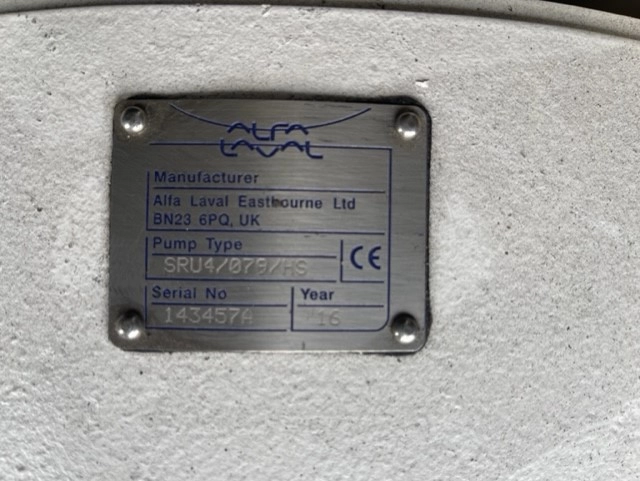 ALFA
LAVAL
Manufacturer
Alfa Laval Eastbourne Ltd
BN23 6PQ, UK
Pump Type
SRU4/079/HS
CE
Serial No
Year
143457A
'16